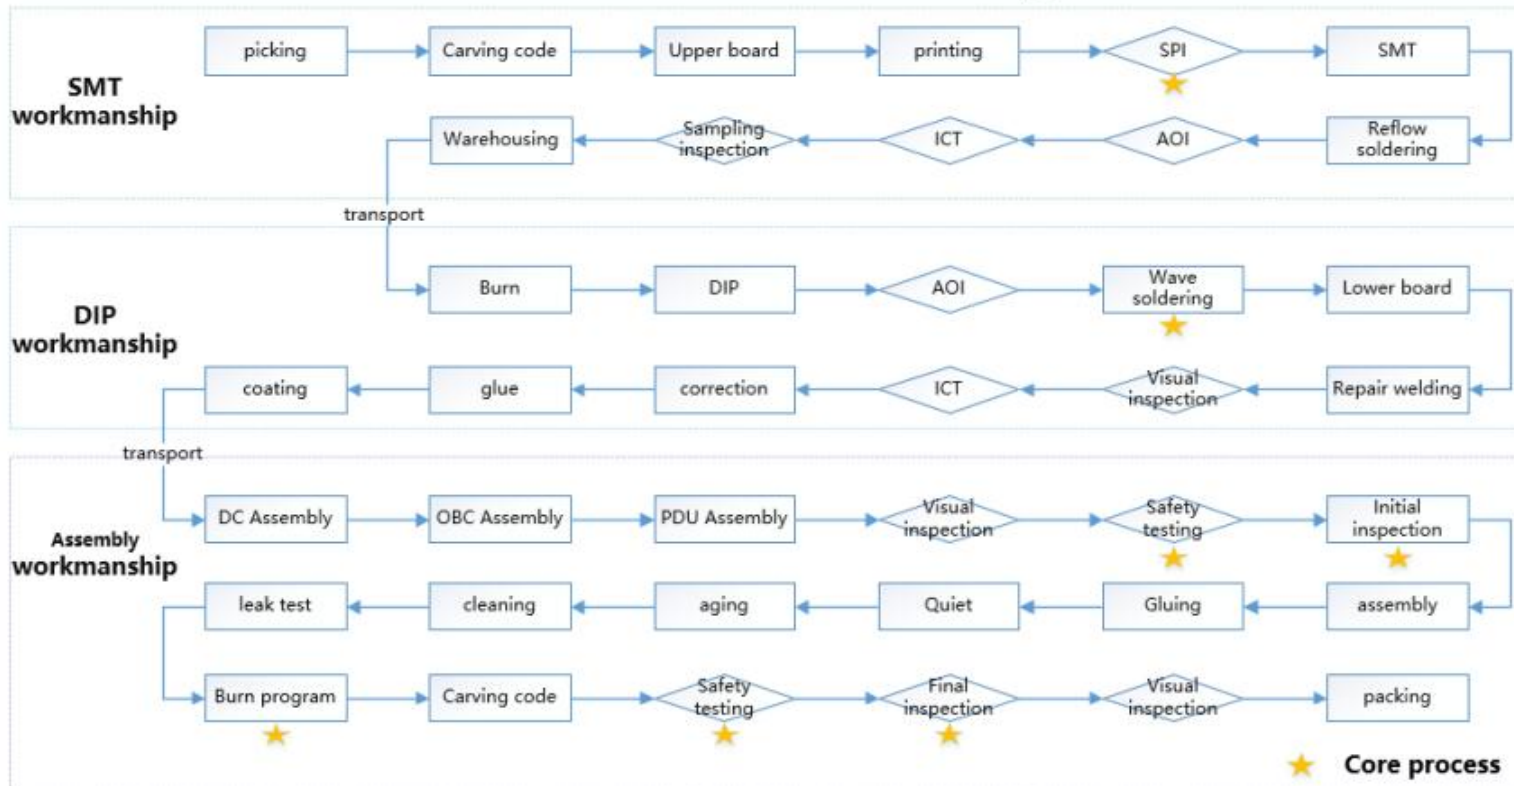 SMT
workmanship
picking
Carving code
Upper board
printing
SPI
SMT
Reflow
soldering
AOI
ICT
Sampling
inspection
Warehousing
transport
DIP
workmanship
Burn
DIP
AOI
Wave
soldering
Lower board
Repair welding
Visual
inspection
ICT
correction
glue
coating
transport
Assembly
workmanship
DC Assembly
OBC Assembly
PDU Assembly
Visual
inspection
Safety
testing
Initial
inspection
assembly
Gluing
Quiet
aging
cleaning
leak test
Burn program
Carving code
Safety
testing
Final
inspection
Visual
inspection
packing
Core process